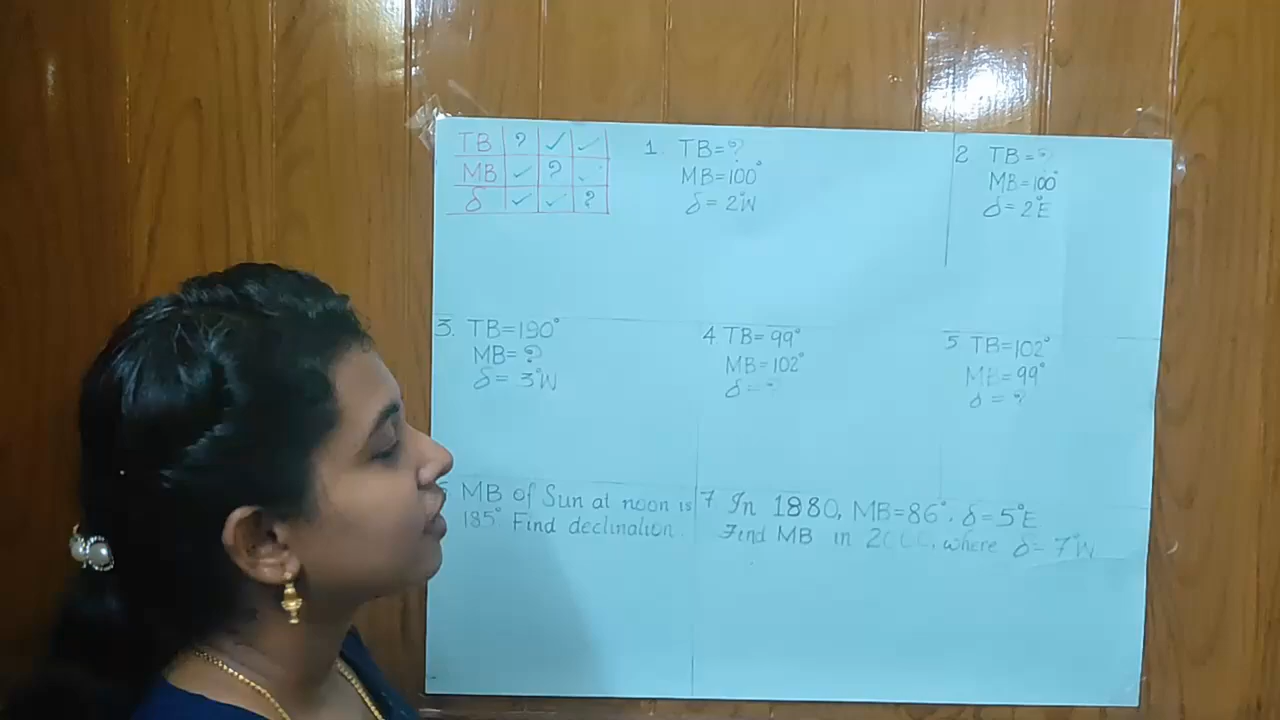 TB ? ✓ ✓
MB ✓ ? ✓
δ ✓ ✓ ?
1. TB=?
MB=100°
δ = 2°W
2 TB=?
MB=100°
δ = 2°E
3. TB=190°
MB=?
δ = 3°W
4 TB=99°
MB=102°
δ = ?
5 TB=102°
MB=99°
δ = ?
MB of Sun at noon is
185° Find declination.
7 In 1880, MB=86°. δ=5°E
Find MB in where δ= 7°W